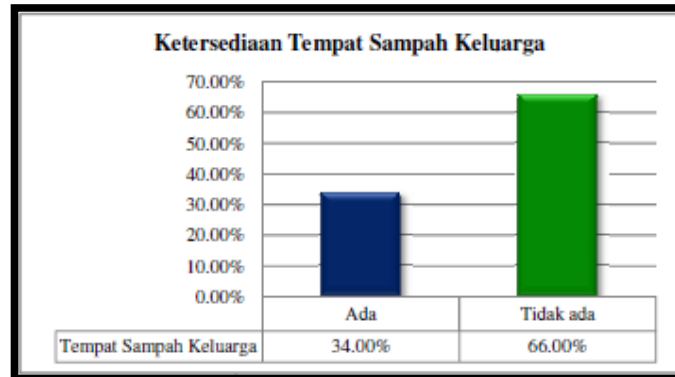 Ketersediaan Tempat Sampah Keluarga
70.00%
60.00%
50.00%
40.00%
30.00%
20.00%
10.00%
0.00%
Ada Tidak ada
Tempat Sampah Keluarga 34.00% 66.00%